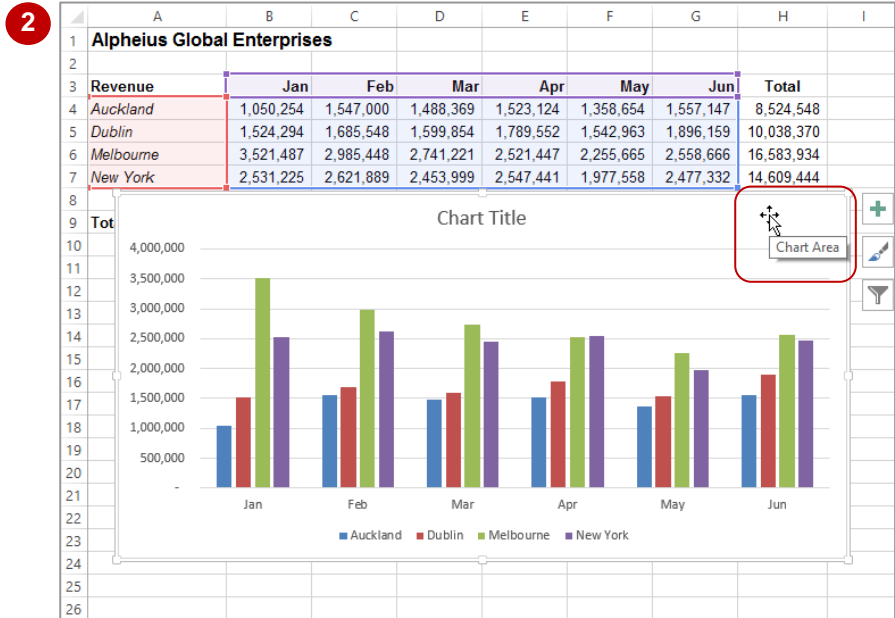 2
A B C D E F G H I
1 Alpheius Global Enterprises
2
3 Revenue Jan Feb Mar Apr May Jun Total
4 Auckland 1,050,254 1,547,000 1,488,369 1,523,124 1,358,654 1,557,147 8,524,548
5 Dublin 1,524,294 1,685,548 1,599,854 1,789,552 1,542,963 1,896,159 10,038,370
6 Melbourne 3,521,487 2,985,448 2,741,221 2,521,447 2,255,665 2,558,666 16,583,934
7 New York 2,531,225 2,621,889 2,453,999 2,547,441 1,977,558 2,477,332 14,609,444
8
9 Tot
Chart Title
Chart Area
10
11
12
13
14
15
16
17
18
19
20
21
22
23
24
25
26
4,000,000
3,500,000
3,000,000
2,500,000
2,000,000
1,500,000
1,000,000
500,000
-
Jan Feb Mar Apr May Jun
Auckland Dublin Melbourne New York